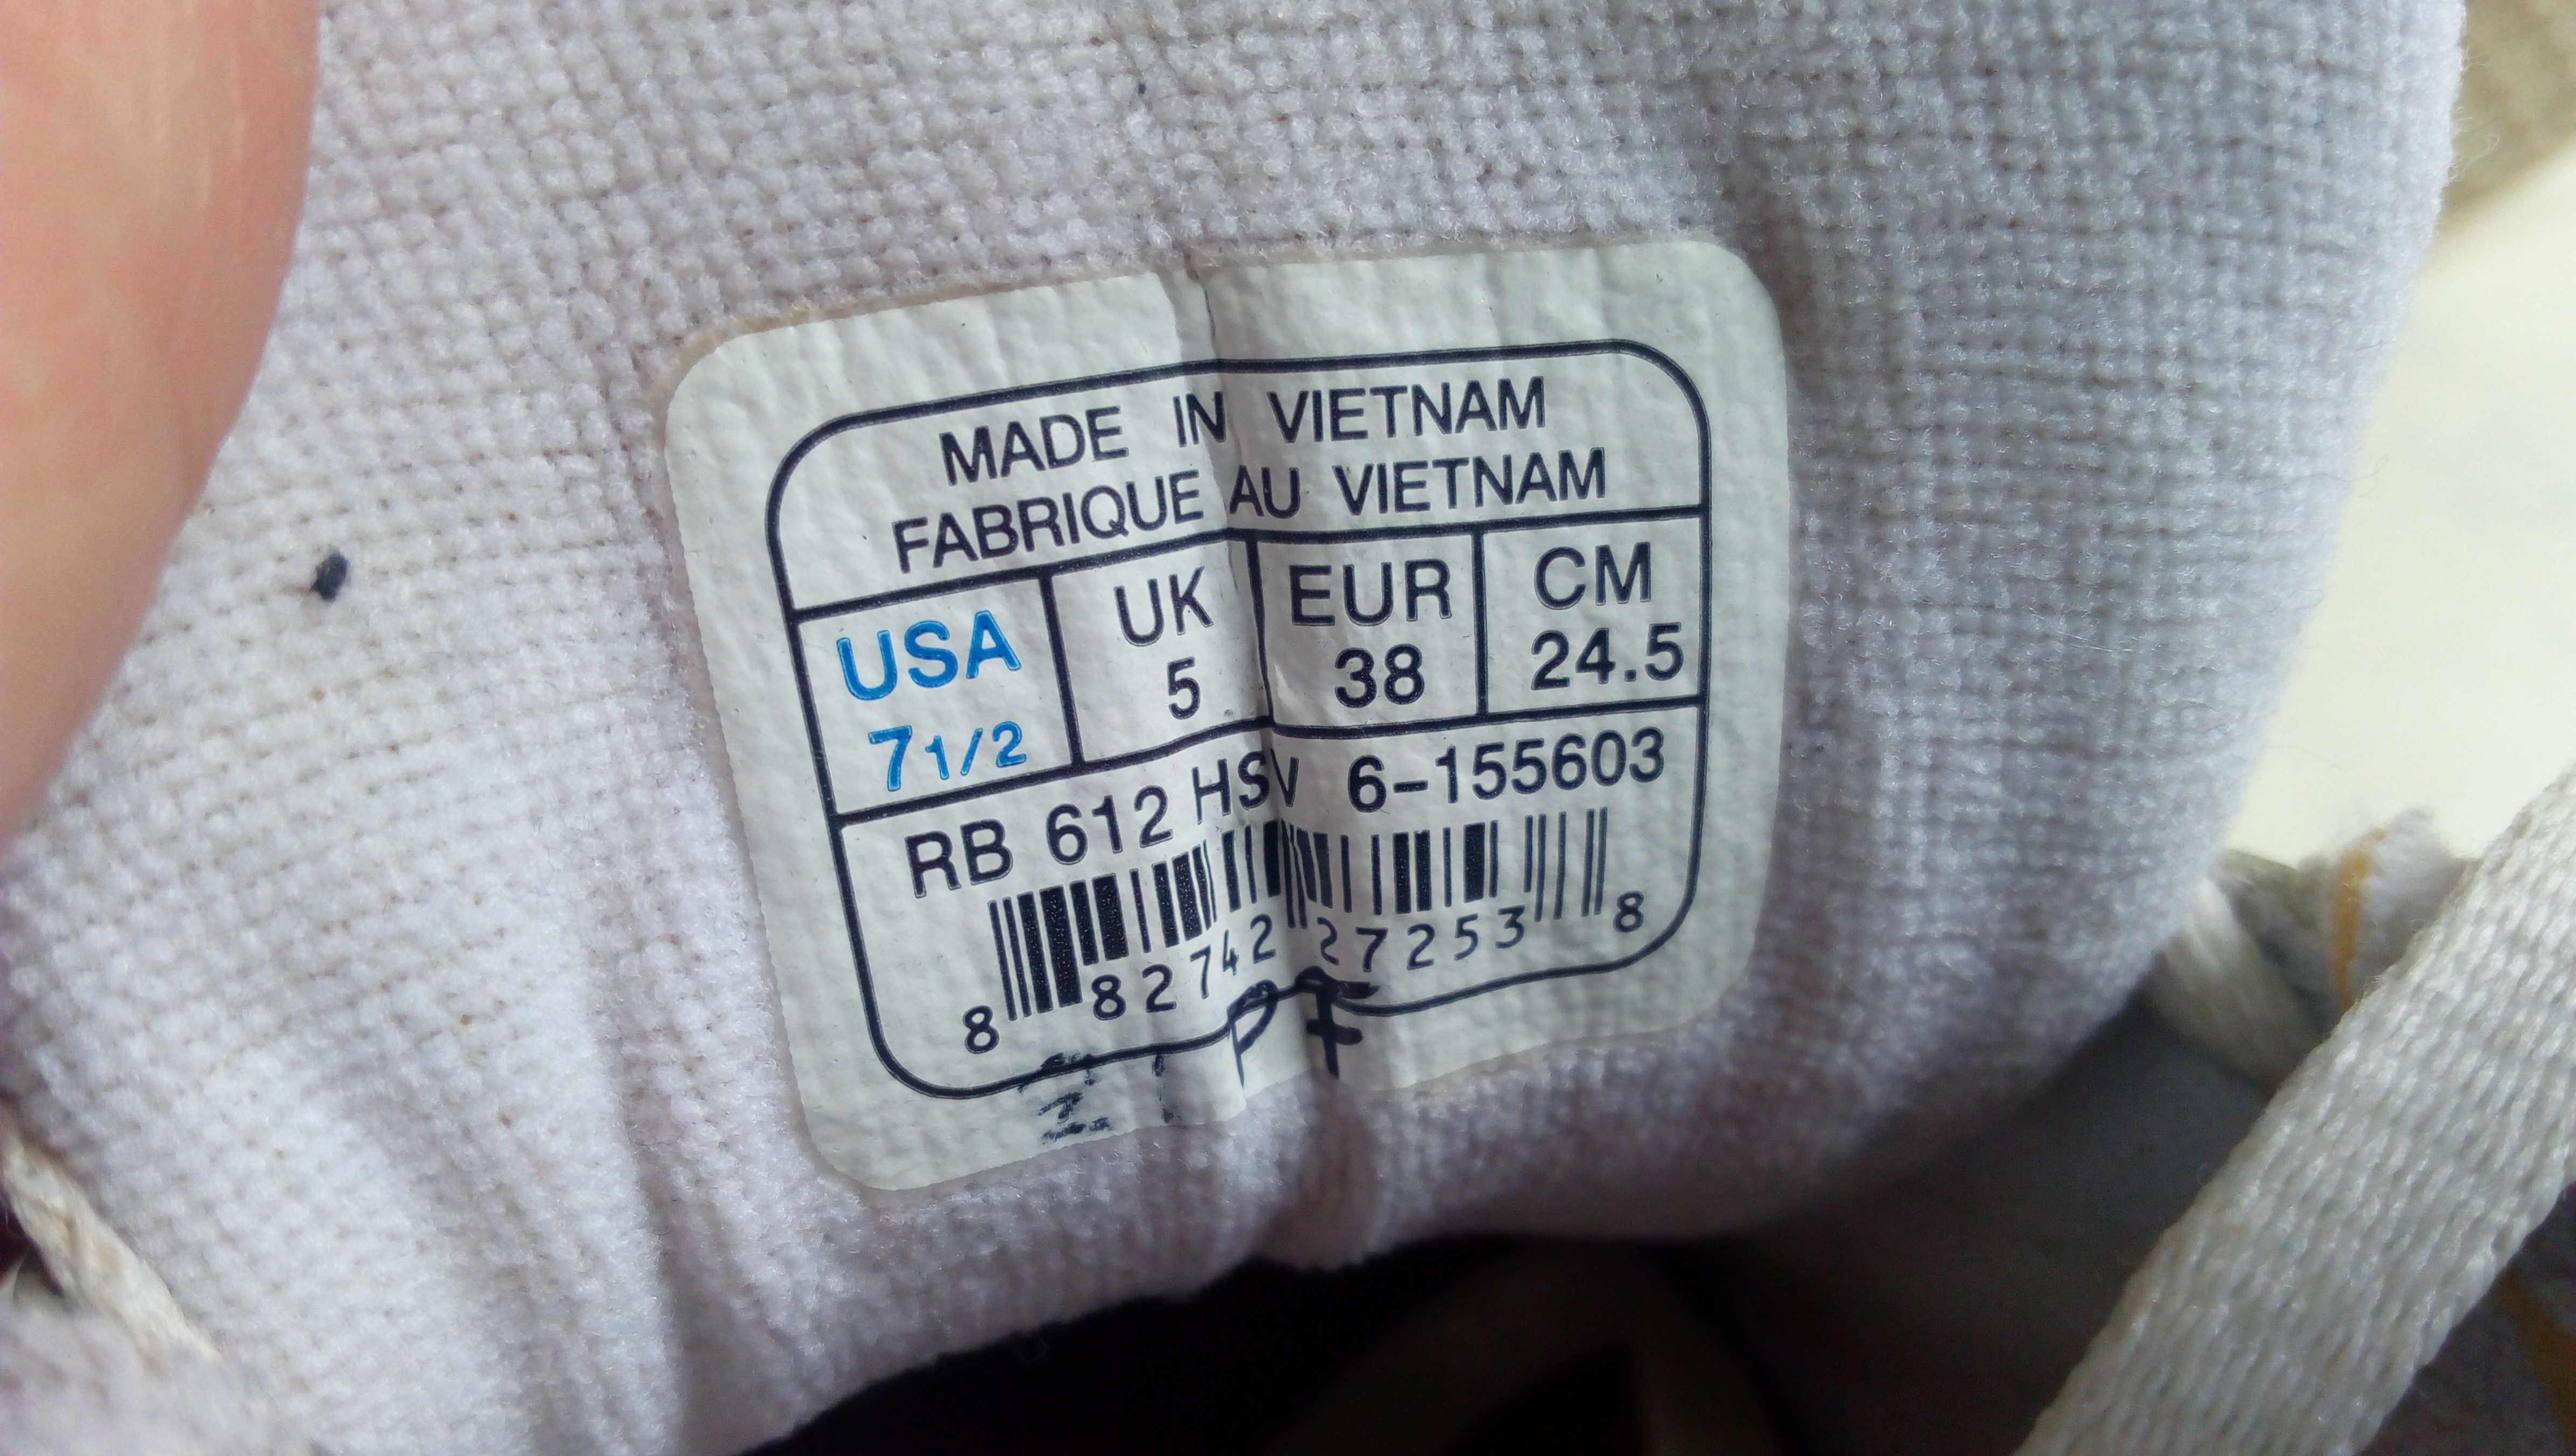 MADE IN VIETNAM
FABRIQUE AU VIETNAM
USA UK EUR CM
7 1/2 5 38 24.5
RB 612 HSV 6-155603
8 82742 27253 8